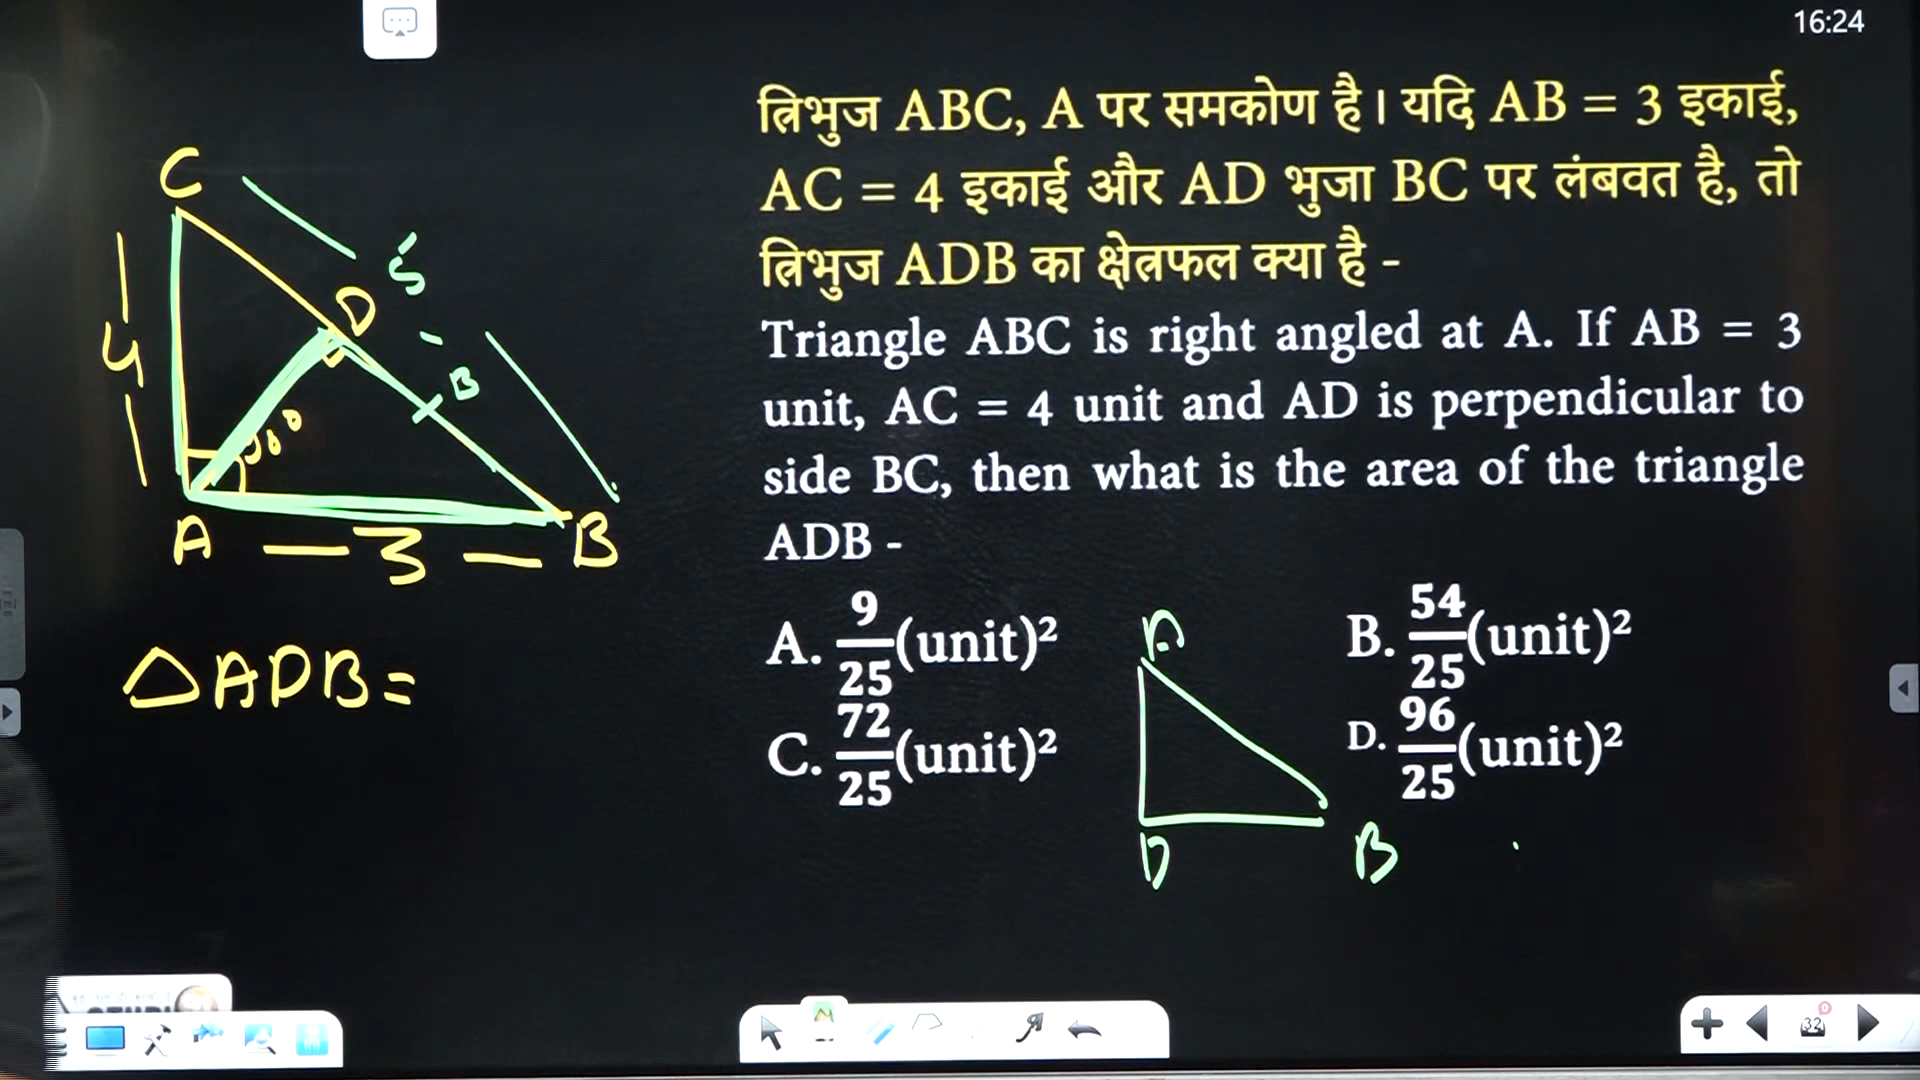 16:24
त्रिभुज ABC, A पर समकोण है। यदि AB = 3 इकाई,
AC = 4 इकाई और AD भुजा BC पर लंबवत है, तो
त्रिभुज ADB का क्षेत्रफल क्या है -
Triangle ABC is right angled at A. If AB = 3
unit, AC = 4 unit and AD is perpendicular to
side BC, then what is the area of the triangle
ADB -
A. 9/25 (unit)² B. 54/25 (unit)²
C. 72/25 (unit)² D. 96/25 (unit)²
C
5
D
4
B
90°
A - 3 - B
△ADB =
A
D B
32